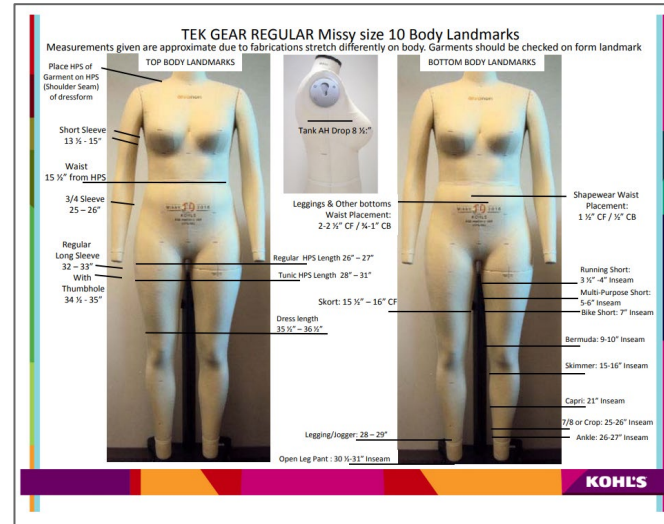 TEK GEAR REGULAR Missy size 10 Body Landmarks
Measurements given are approximate due to fabrications stretch differently on body. Garments should be checked on form landmark
TOP BODY LANDMARKS
Place HPS of
Garment on HPS
(Shoulder Seam)
of dressform
Short Sleeve
13 ½ - 15”
Waist
15 ½” from HPS
3/4 Sleeve
25 – 26”
Regular
Long Sleeve
32 – 33”
With
Thumbhole
34 ½ - 35”
Tank AH Drop 8 ½:”
Regular HPS Length 26” – 27”
Tunic HPS Length 28” – 31”
Dress length
35 ½” – 36 ½”
BOTTOM BODY LANDMARKS
Leggings & Other bottoms
Waist Placement:
2-2 ½” CF / ¾-1” CB
Skort: 15 ½” – 16” CF
Legging/Jogger: 28 – 29”
Open Leg Pant : 30 ½-31” Inseam
Shapewear Waist
Placement:
1 ½” CF / ½” CB
Running Short:
3 ½” -4” Inseam
Multi-Purpose Short:
5-6” Inseam
Bike Short: 7” Inseam
Bermuda: 9-10” Inseam
Skimmer: 15-16” Inseam
Capri: 21” Inseam
7/8 or Crop: 25-26” Inseam
Ankle: 26-27” Inseam
KOHL'S